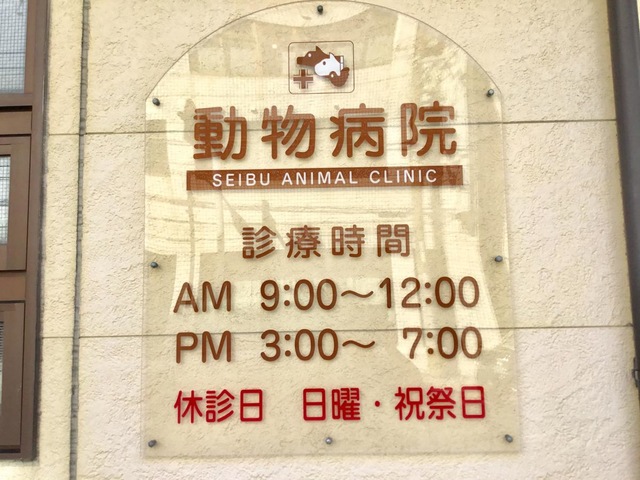 動物病院
SEIBU ANIMAL CLINIC
診療時間
AM 9:00〜12:00
PM 3:00〜 7:00
休診日 日曜・祝祭日